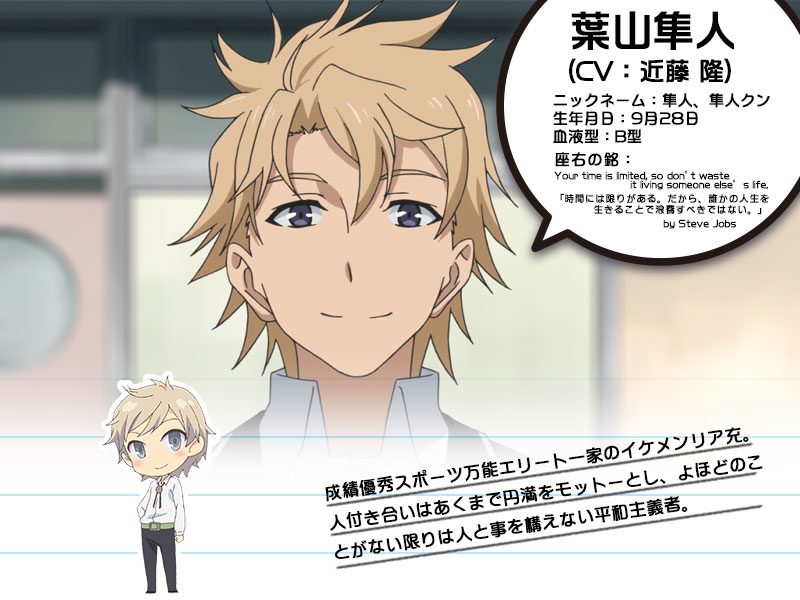 葉山隼人
(CV：近藤 隆)
ニックネーム：隼人、隼人クン
生年月日：9月28日
血液型：B型
座右の銘：
Your time is limited, so don't waste
it living someone else's life.
「時間には限りがある。だから、誰かの人生を
生きることで浪費すべきではない。」
by Steve Jobs
成績優秀スポーツ万能エリート一家のイケメンリア充。
人付き合いはあくまで円満をモットーとし、よほどのこ
とがない限りは人と事を構えない平和主義者。